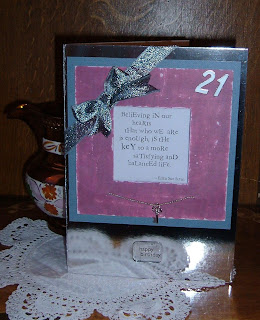 21
BeliEving iN our
hearts
tHat who wE aRe
is enough, iS tHe
keY to a moRe
saTisfying anD
balancEd liFe.